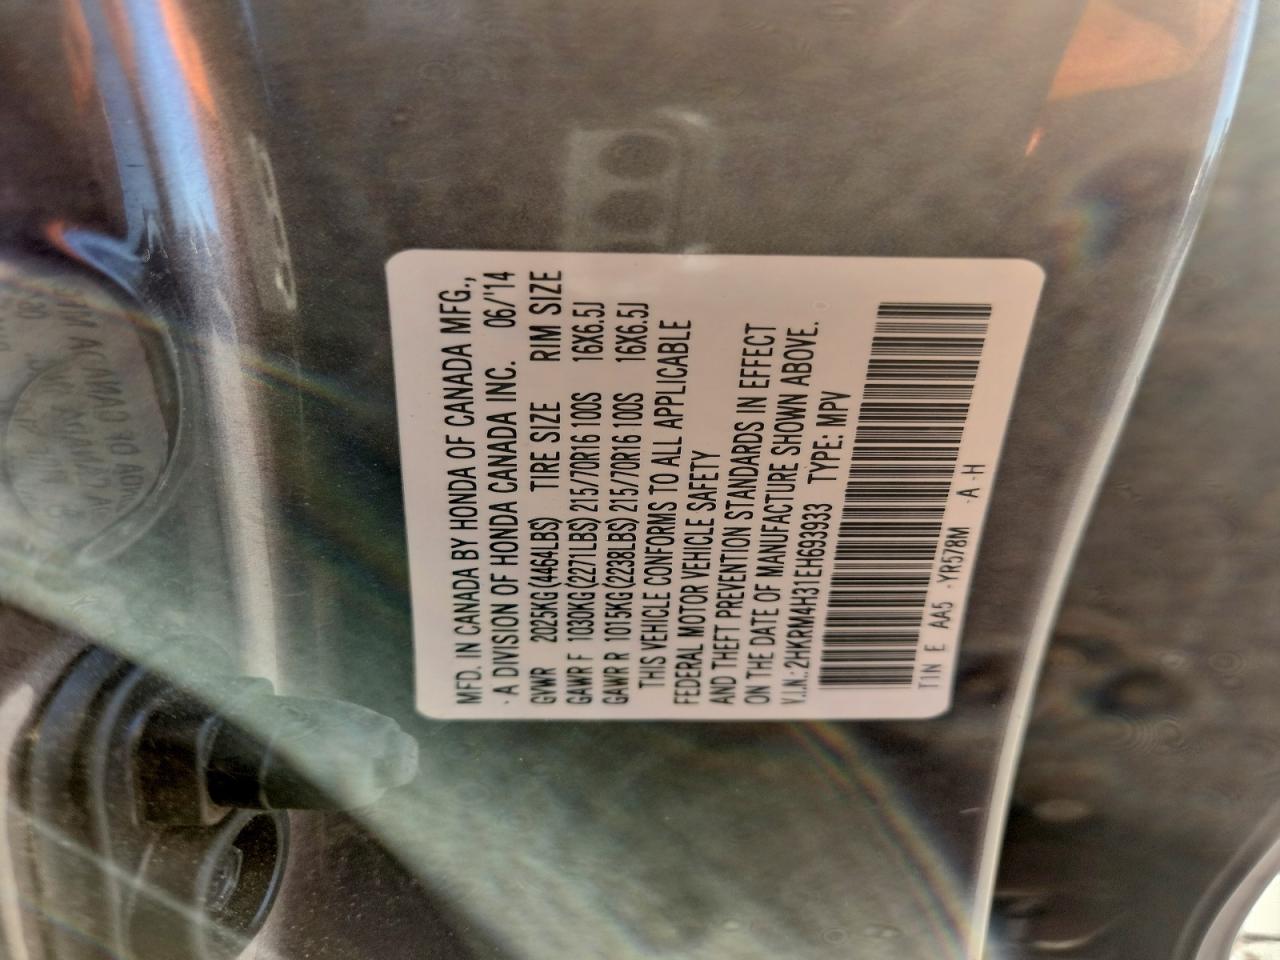 MFD. IN CANADA BY HONDA OF CANADA MFG.,
A DIVISION OF HONDA CANADA INC. 06/'14
GVWR 2025KG(4464LBS) TIRE SIZE RIM SIZE
GAWR F 1030KG(2271LBS) 215/70R16 100S 16X6.5J
GAWR R 1015KG(2238LBS) 215/70R16 100S 16X6.5J
THIS VEHICLE CONFORMS TO ALL APPLICABLE
FEDERAL MOTOR VEHICLE SAFETY
AND THEFT PREVENTION STANDARDS IN EFFECT
ON THE DATE OF MANUFACTURE SHOWN ABOVE.
V.I.N.:2HKRM4H31EH693933 TYPE: MPV
T1N E AA5 -YR578M -A -H